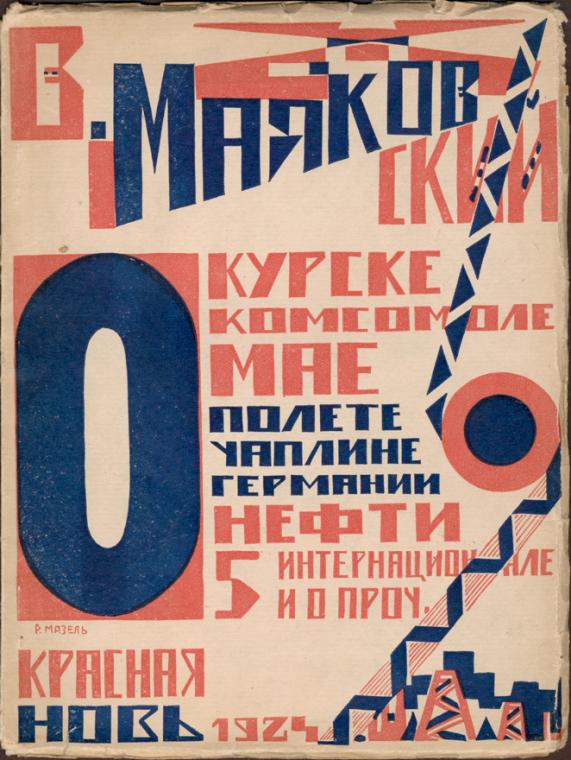 В. МАЯКОВ
СКИЙ
О
КУРСКЕ
КОМСОМОЛЕ
МАЕ
ПОЛЕТЕ
ЧАПЛИНЕ
ГЕРМАНИИ
НЕФТИ
5 ИНТЕРНАЦИОНАЛЕ
И О ПРОЧ.
Р. МАЗЕЛЬ
КРАСНАЯ
НОВЬ 1924 г.